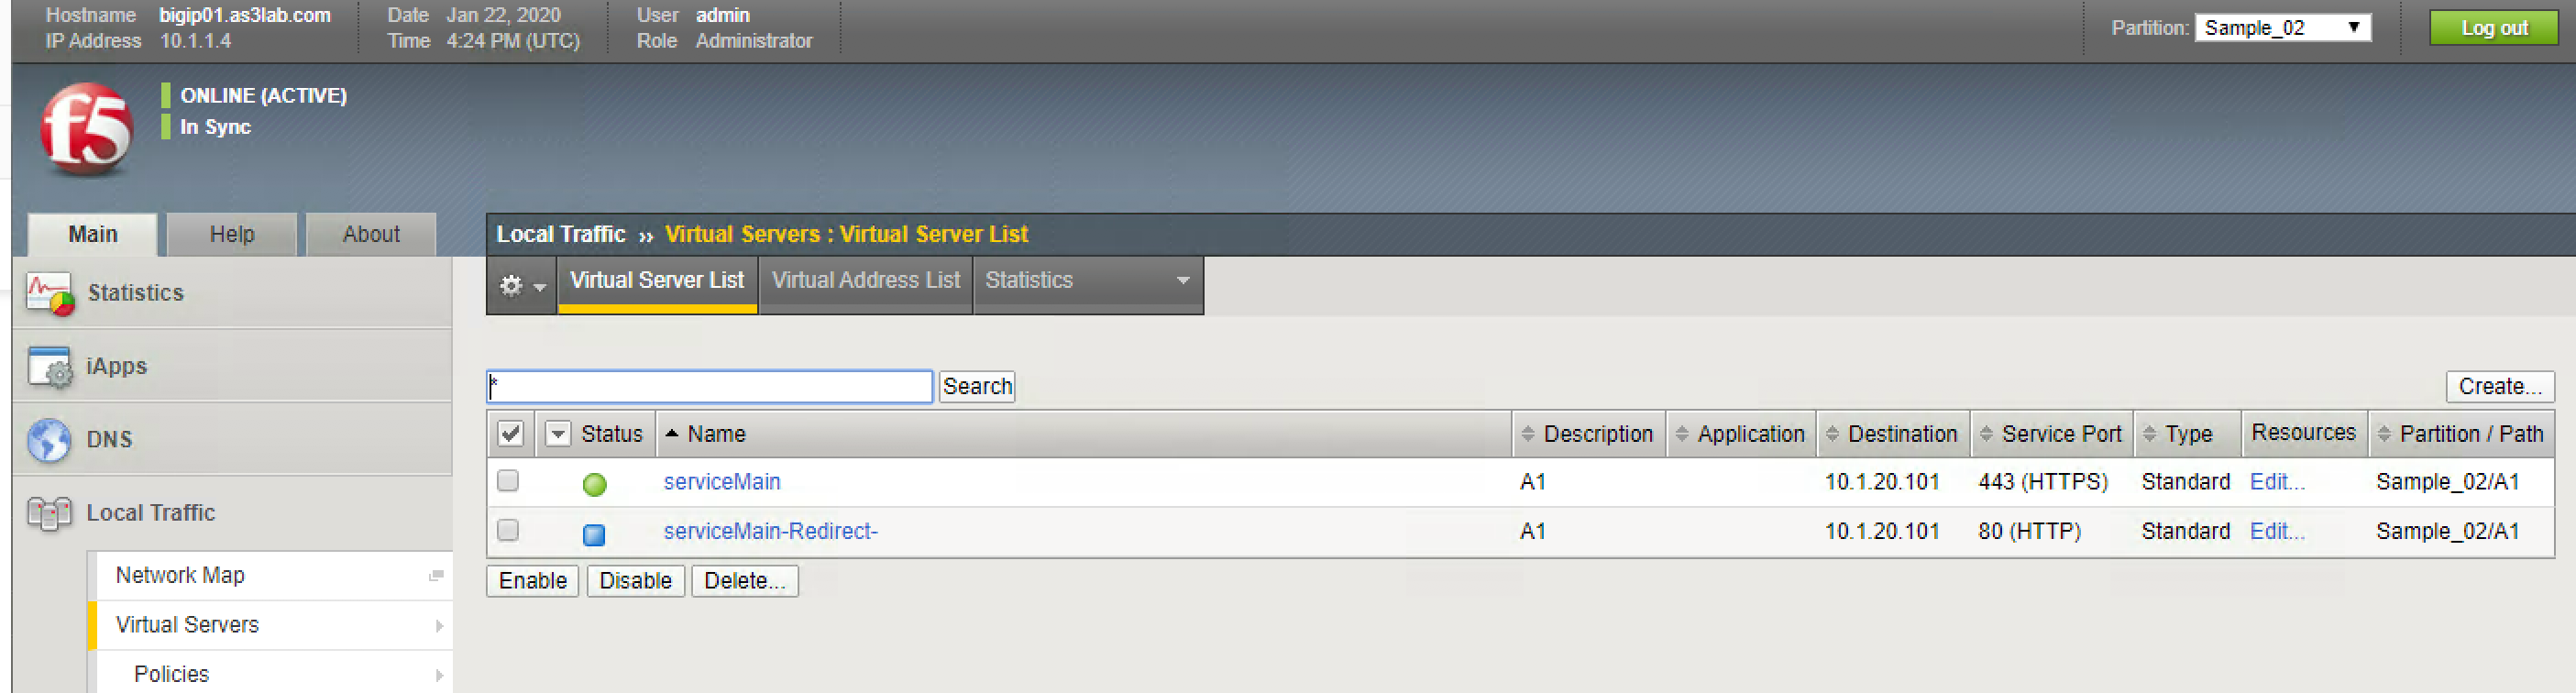 Hostname bigip01.as3lab.com Date Jan 22, 2020 User admin
IP Address 10.1.1.4 Time 4:24 PM (UTC) Role Administrator
Partition: Sample_02 Log out
f5
ONLINE (ACTIVE)
In Sync
Main Help About
Local Traffic ›› Virtual Servers : Virtual Server List
Virtual Server List Virtual Address List Statistics
Statistics
iApps
DNS
Local Traffic
Network Map
Virtual Servers
Policies
* Search Create...
Status Name Description Application Destination Service Port Type Resources Partition / Path
serviceMain A1 10.1.20.101 443 (HTTPS) Standard Edit... Sample_02/A1
serviceMain-Redirect- A1 10.1.20.101 80 (HTTP) Standard Edit... Sample_02/A1
Enable Disable Delete...